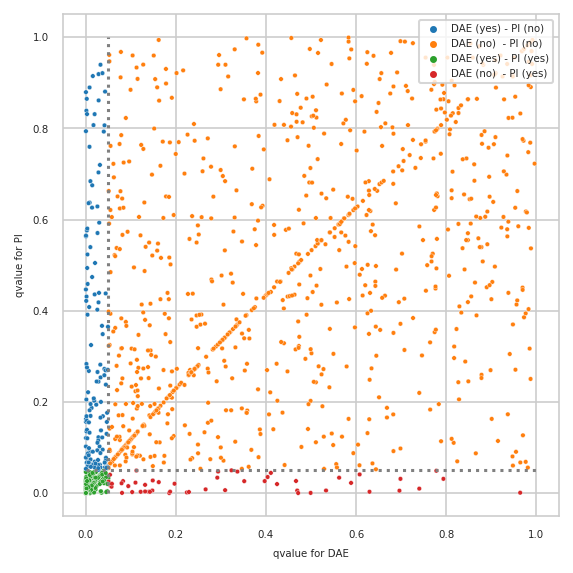 DAE (yes) - PI (no)
DAE (no) - PI (no)
DAE (yes) - PI (yes)
DAE (no) - PI (yes)
1.0
0.8
0.6
0.4
0.2
0.0
qvalue for PI
0.0 0.2 0.4 0.6 0.8 1.0
qvalue for DAE